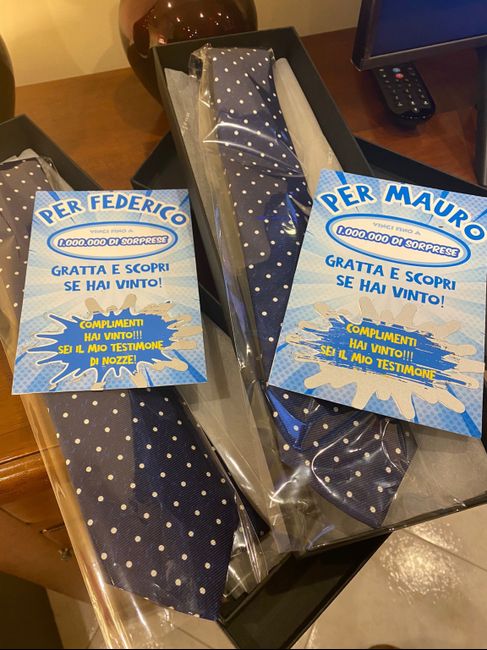 PER FEDERICO
VINCI FINO A
1.000.000 DI SORPRESE
GRATTA E SCOPRI
SE HAI VINTO!
COMPLIMENTI
HAI VINTO!!!
SEI IL MIO TESTIMONE
DI NOZZE!
PER MAURO
VINCI FINO A
1.000.000 DI SORPRESE
GRATTA E SCOPRI
SE HAI VINTO!
COMPLIMENTI
HAI VINTO!!!
SEI IL MIO TESTIMONE